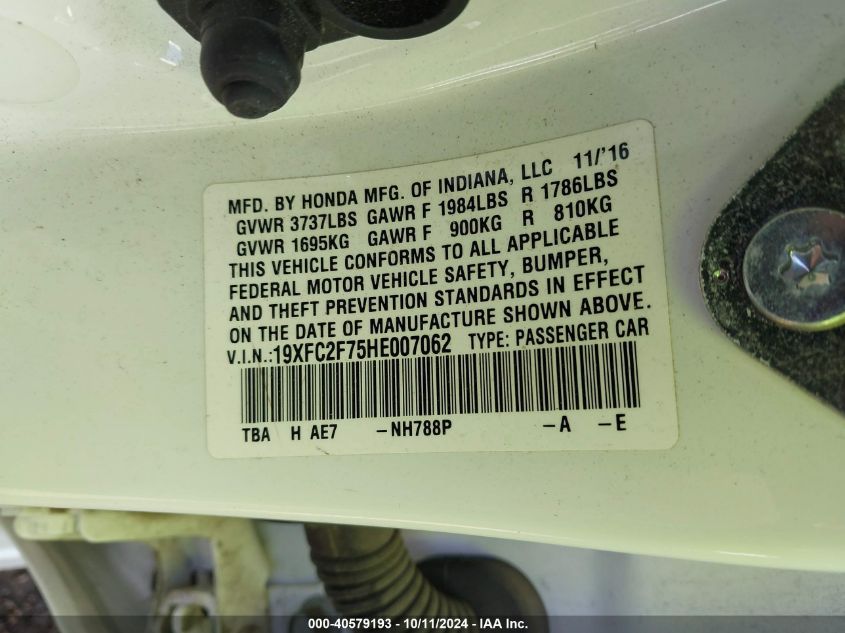 MFD. BY HONDA MFG. OF INDIANA, LLC 11/'16
GVWR 3737LBS GAWR F 1984LBS R 1786LBS
GVWR 1695KG GAWR F 900KG R 810KG
THIS VEHICLE CONFORMS TO ALL APPLICABLE
FEDERAL MOTOR VEHICLE SAFETY, BUMPER,
AND THEFT PREVENTION STANDARDS IN EFFECT
ON THE DATE OF MANUFACTURE SHOWN ABOVE.
V.I.N.:19XFC2F75HE007062 TYPE: PASSENGER CAR
TBA H AE7 -NH788P -A -E
000-40579193 - 10/11/2024 - IAA Inc.